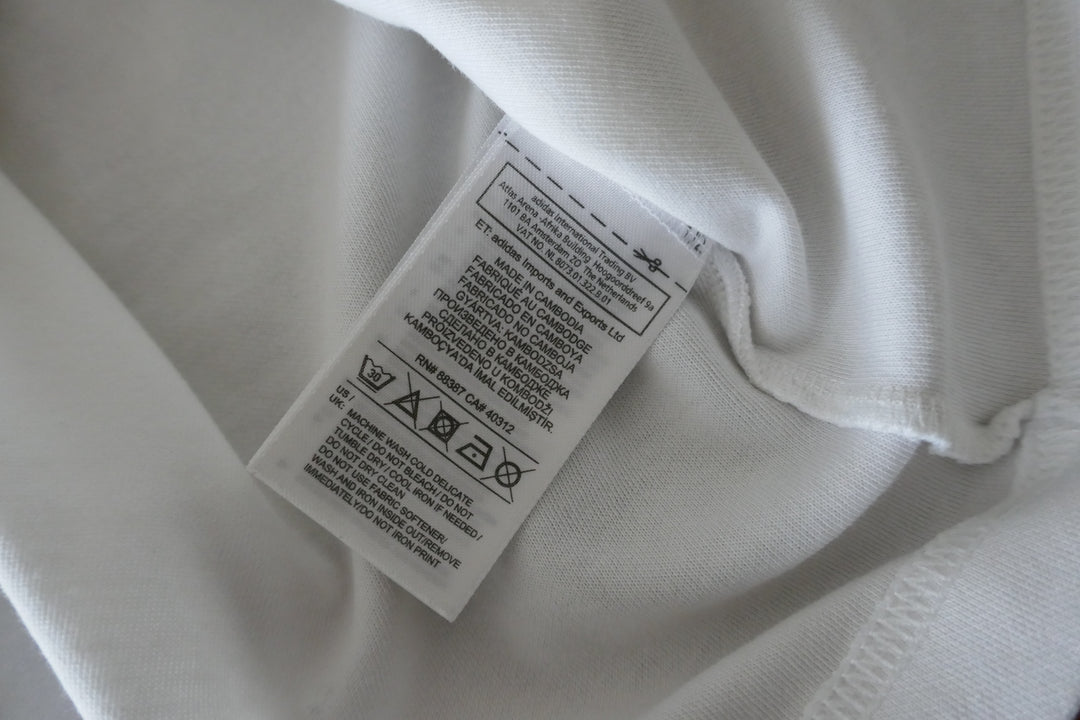 adidas International Trading BV
Atlas Arena -Afrika Building Hoogoorddreef 9a
1101 BA Amsterdam ZO The Netherlands
VAT NO. NL 8073.01.322.B.01
ET: adidas Imports and Exports Ltd
MADE IN CAMBODIA
FABRIQUÉ AU CAMBODGE
FABRICADO EN CAMBOYA
FABRICADO NO CAMBOJA
GYÁRTVA: KAMBODZSA
ПРОИЗВЕДЕНО В КАМБОДЖА
СДЕЛАНО В КАМБОДЖЕ
PROIZVEDENO U KOMBODŽI
KAMBOÇYA'DA İMAL EDİLMİŞTİR.
RN# 88387 CA# 40312
30
US /
UK:
MACHINE WASH COLD DELICATE
CYCLE / DO NOT BLEACH / DO NOT
TUMBLE DRY / COOL IRON IF NEEDED /
DO NOT DRY CLEAN
DO NOT USE FABRIC SOFTENER/
WASH AND IRON INSIDE OUT/REMOVE
IMMEDIATELY/DO NOT IRON PRINT